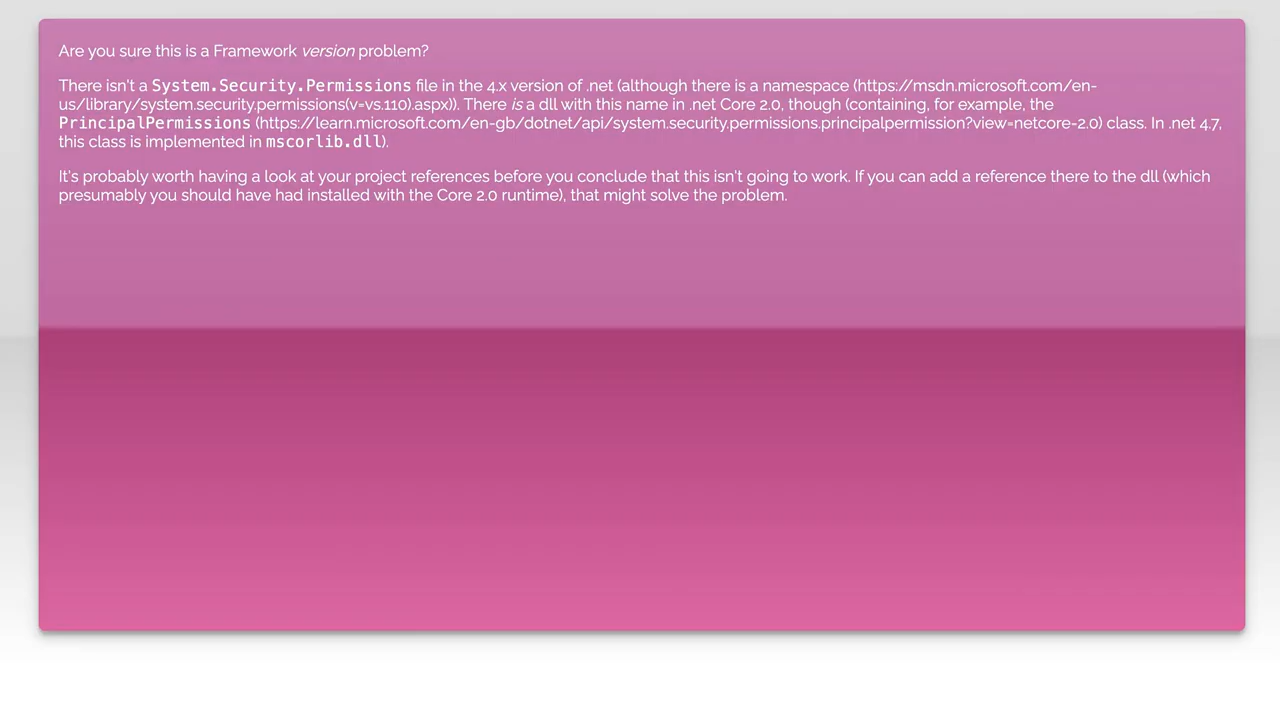 Are you sure this is a Framework version problem?
There isn't a System.Security.Permissions file in the 4.x version of .net (although there is a namespace (https://msdn.microsoft.com/en-
us/library/system.security.permissions(v=vs.110).aspx)). There is a dll with this name in .net Core 2.0, though (containing, for example, the
PrincipalPermissions (https://learn.microsoft.com/en-gb/dotnet/api/system.security.permissions.principalpermission?view=netcore-2.0) class. In .net 4.7,
this class is implemented in mscorlib.dll).
It's probably worth having a look at your project references before you conclude that this isn't going to work. If you can add a reference there to the dll (which
presumably you should have had installed with the Core 2.0 runtime), that might solve the problem.